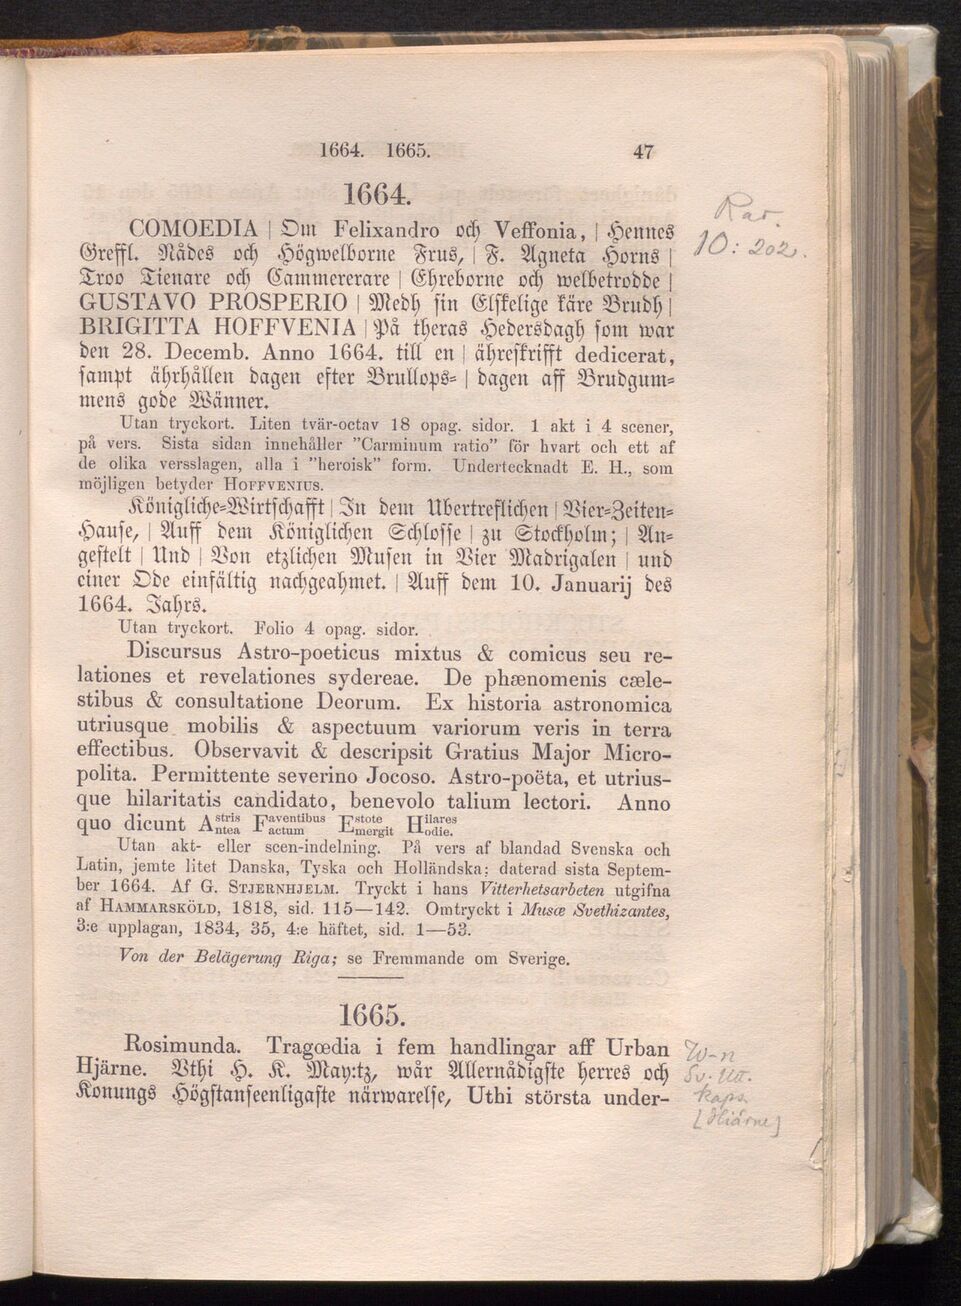 1664. 1665. 47
1664.
COMOEDIA | Om Felixandro och Veffonia, | Hennes
Greffl. Nådes och Högwelborne Frus, | F. Agneta Horns |
Troo Tienare och Cammererare | Ehreborne och welbetrodde |
GUSTAVO PROSPERIO | Medh sin Elskelige käre Brudh |
BRIGITTA HOFFVENIA | På theras Hedersdagh som war
den 28. Decemb. Anno 1664. till en | ähreskrifft dedicerat,
sampt ährhållen dagen efter Brullops= | dagen aff Brudgum=
mens gode Wänner.
Utan tryckort. Liten tvär-octav 18 opag. sidor. 1 akt i 4 scener,
på vers. Sista sidan innehåller ”Carminum ratio” för hvart och ett af
de olika versslagen, alla i ”heroisk” form. Undertecknadt E. H., som
möjligen betyder HOFFVENIUS.
Königliche=Wirtschafft | In dem Ubertreflichen | Vier=Zeiten=
Hause, | Auff dem Königlichen Schlosse | zu Stockholm; | An=
gestelt | Und | Von etzlichen Musen in Vier Madrigalen | und
einer Ode einfältig nachgeahmet. | Auff dem 10. Januarij des
1664. Jahrs.
Utan tryckort. Folio 4 opag. sidor.
Discursus Astro-poeticus mixtus & comicus seu re-
lationes et revelationes sydereae. De phænomenis cæle-
stibus & consultatione Deorum. Ex historia astronomica
utriusque mobilis & aspectuum variorum veris in terra
effectibus. Observavit & descripsit Gratius Major Micro-
polita. Permittente severino Jocoso. Astro-poëta, et utrius-
que hilaritatis candidato, benevolo talium lectori. Anno
quo dicunt Astris Antea Faventibus Factum Estote Emergit Hilares Hodie.
Utan akt- eller scen-indelning. På vers af blandad Svenska och
Latin, jemte litet Danska, Tyska och Holländska; daterad sista Septem-
ber 1664. Af G. STJERNHJELM. Tryckt i hans Vitterhetsarbeten utgifna
af HAMMARSKÖLD, 1818, sid. 115—142. Omtryckt i Musæ Svethizantes,
3:e upplagan, 1834, 35, 4:e häftet, sid. 1—53.
Von der Belägerung Riga; se Fremmande om Sverige.
1665.
Rosimunda. Tragœdia i fem handlingar aff Urban
Hjärne. Vthi H. K. May:tz, wår Allernådigste herres och
Konungs Högstanseenligaste närwarelse, Uthi största under-
Rar.
10: 202.
W-n
Sv. litt.
kaps.
[Hiärne]